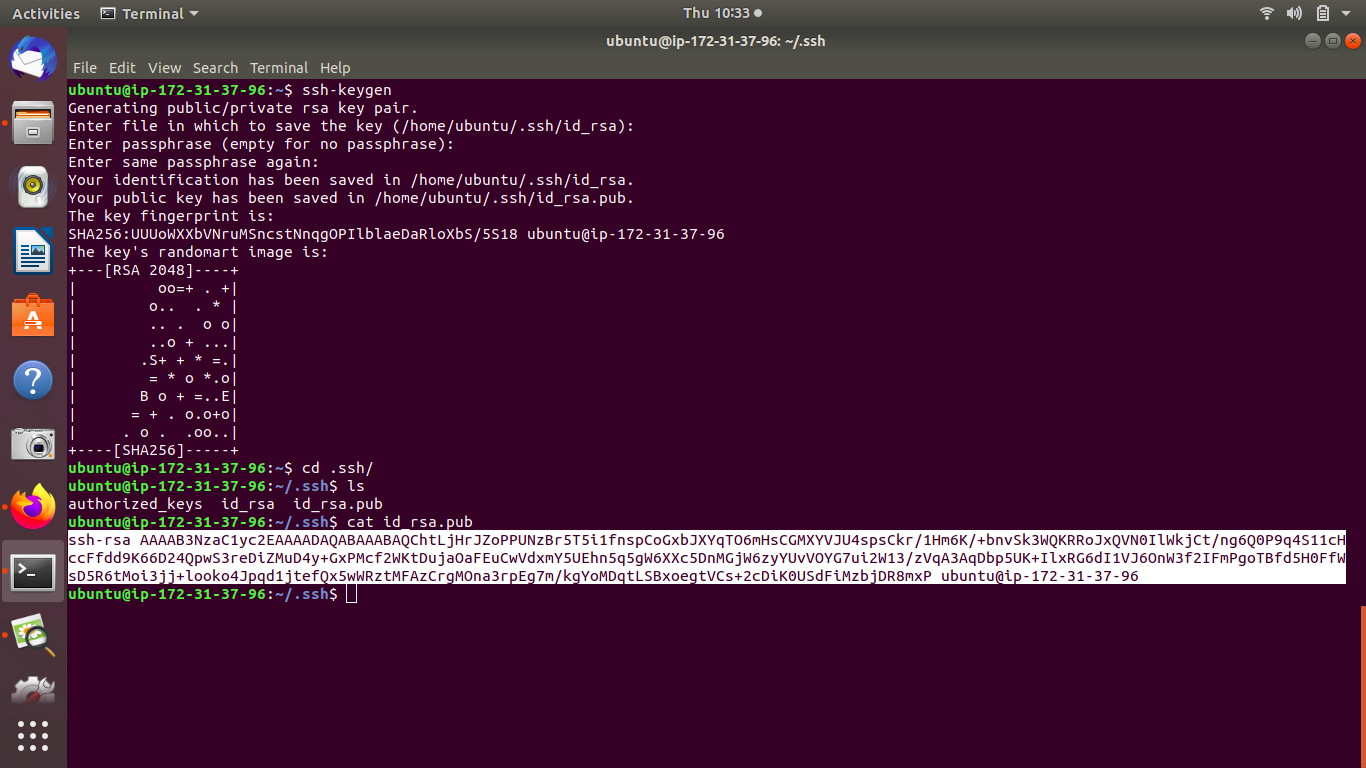 Activities Terminal Thu 10:33
ubuntu@ip-172-31-37-96: ~/.ssh
File Edit View Search Terminal Help
ubuntu@ip-172-31-37-96:~$ ssh-keygen
Generating public/private rsa key pair.
Enter file in which to save the key (/home/ubuntu/.ssh/id_rsa):
Enter passphrase (empty for no passphrase):
Enter same passphrase again:
Your identification has been saved in /home/ubuntu/.ssh/id_rsa.
Your public key has been saved in /home/ubuntu/.ssh/id_rsa.pub.
The key fingerprint is:
SHA256:UUUoWXXbVNruMSncstNnqgOPIlblaeDaRloXbS/5S18 ubuntu@ip-172-31-37-96
The key's randomart image is:
+---[RSA 2048]----+
|         oo=+ . +|
|        o..  . * |
|        .. .  o o|
|        ..o + ...|
|       .S+ + * =.|
|        = * o *.o|
|       B o + =..E|
|      = + . o.o+o|
|     . o .  .oo..|
+----[SHA256]-----+
ubuntu@ip-172-31-37-96:~$ cd .ssh/
ubuntu@ip-172-31-37-96:~/.ssh$ ls
authorized_keys  id_rsa  id_rsa.pub
ubuntu@ip-172-31-37-96:~/.ssh$ cat id_rsa.pub
ssh-rsa AAAAB3NzaC1yc2EAAAADAQABAAABAQChtLjHrJZoPPUNzBr5T5i1fnspCoGxbJXYqTO6mHsCGMXYVJU4spsCkr/1Hm6K/+bnvSk3WQKRRoJxQVN0IlWkjCt/ng6Q0P9q4S11cH
ccFfdd9K66D24QpwS3reDiZMuD4y+GxPMcf2WKtDujaOaFEuCwVdxmY5UEhn5q5gW6XXc5DnMGjW6zyYUvVOYG7ui2W13/zVqA3AqDbp5UK+IlxRG6dI1VJ6OnW3f2IFmPgoTBfd5H0FfW
sD5R6tMoi3jj+looko4Jpqd1jtefQx5wWRztMFAzCrgMOna3rpEg7m/kgYoMDqtLSBxoegtVCs+2cDiK0USdFiMzbjDR8mxP ubuntu@ip-172-31-37-96
ubuntu@ip-172-31-37-96:~/.ssh$